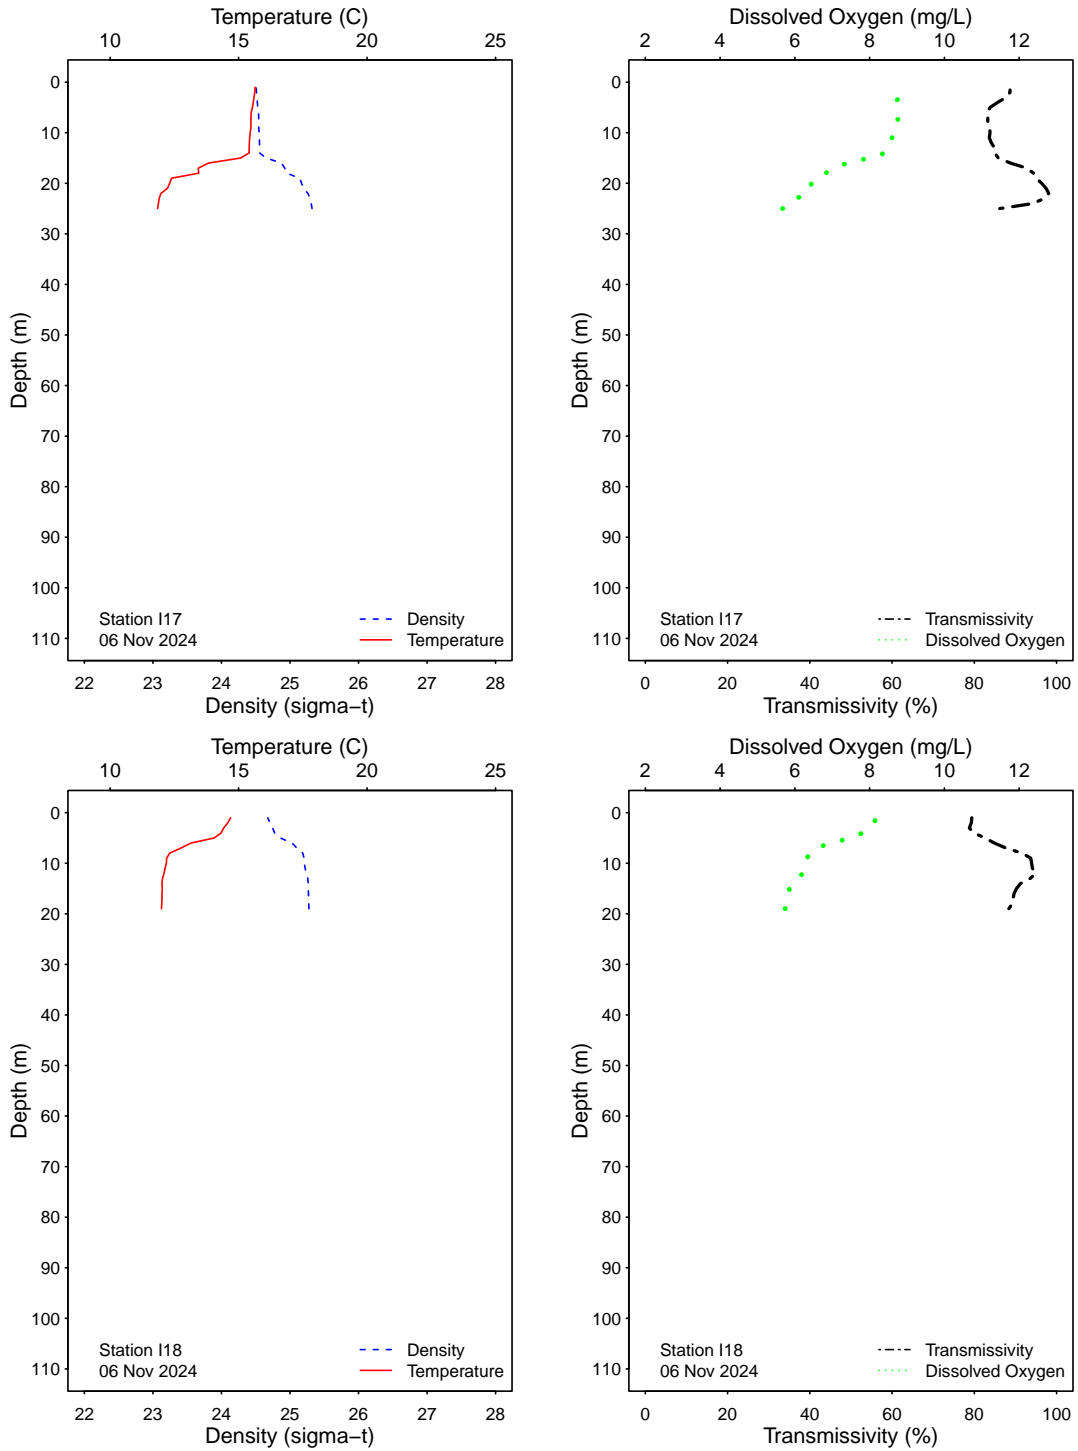 Temperature (C)
10 15 20 25
0
10
20
30
40
50
60
70
80
90
100
110
Depth (m)
Station I17
06 Nov 2024
Density
Temperature
22 23 24 25 26 27 28
Density (sigma−t)
Dissolved Oxygen (mg/L)
2 4 6 8 10 12
0
10
20
30
40
50
60
70
80
90
100
110
Depth (m)
Station I17
06 Nov 2024
Transmissivity
Dissolved Oxygen
0 20 40 60 80 100
Transmissivity (%)
Temperature (C)
10 15 20 25
0
10
20
30
40
50
60
70
80
90
100
110
Depth (m)
Station I18
06 Nov 2024
Density
Temperature
22 23 24 25 26 27 28
Density (sigma−t)
Dissolved Oxygen (mg/L)
2 4 6 8 10 12
0
10
20
30
40
50
60
70
80
90
100
110
Depth (m)
Station I18
06 Nov 2024
Transmissivity
Dissolved Oxygen
0 20 40 60 80 100
Transmissivity (%)